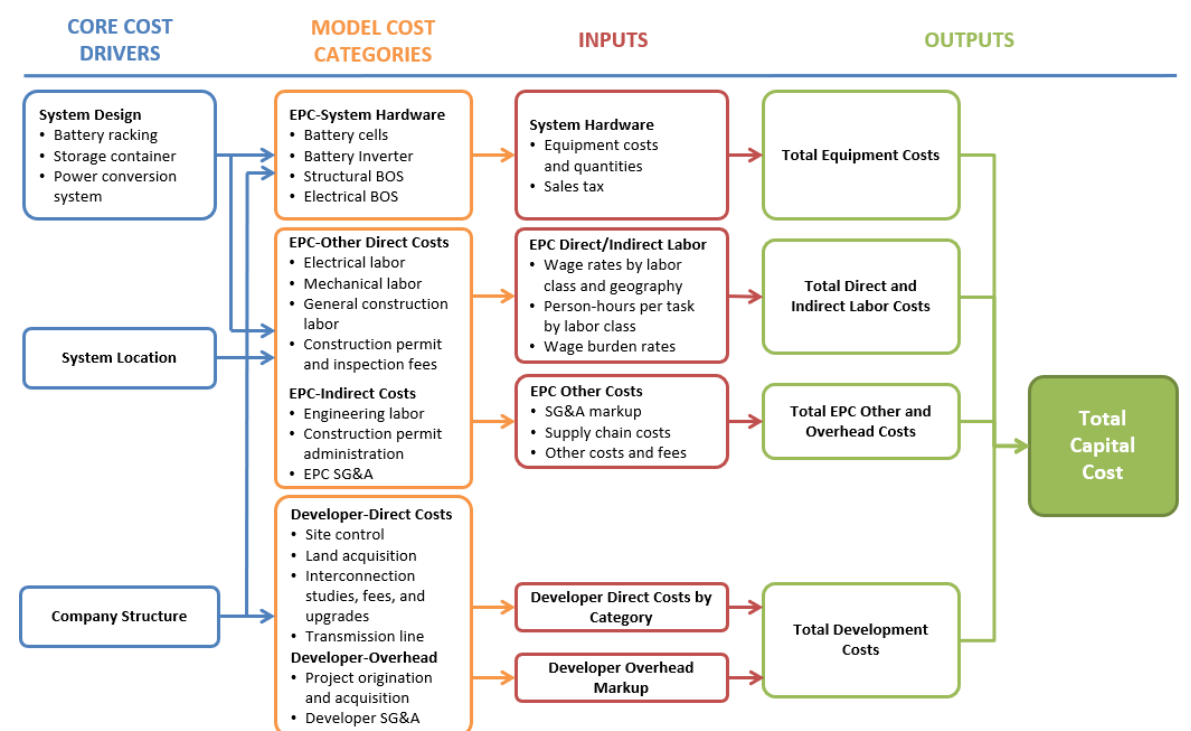 CORE COST
DRIVERS
MODEL COST
CATEGORIES
INPUTS
OUTPUTS
System Design
• Battery racking
• Storage container
• Power conversion
system
System Location
Company Structure
EPC-System Hardware
• Battery cells
• Battery Inverter
• Structural BOS
• Electrical BOS
EPC-Other Direct Costs
• Electrical labor
• Mechanical labor
• General construction
labor
• Construction permit
and inspection fees
EPC-Indirect Costs
• Engineering labor
• Construction permit
administration
• EPC SG&A
Developer-Direct Costs
• Site control
• Land acquisition
• Interconnection
studies, fees, and
upgrades
• Transmission line
Developer-Overhead
• Project origination
and acquisition
• Developer SG&A
System Hardware
• Equipment costs
and quantities
• Sales tax
EPC Direct/Indirect Labor
• Wage rates by labor
class and geography
• Person-hours per task
by labor class
• Wage burden rates
EPC Other Costs
• SG&A markup
• Supply chain costs
• Other costs and fees
Developer Direct Costs by
Category
Developer Overhead
Markup
Total Equipment Costs
Total Direct and
Indirect Labor Costs
Total EPC Other and
Overhead Costs
Total Development
Costs
Total
Capital
Cost